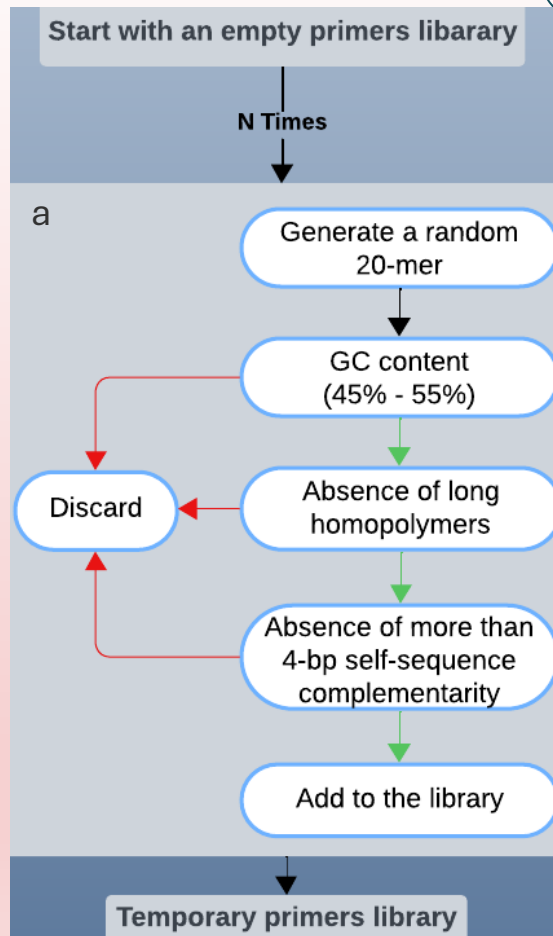 Start with an empty primers libarary
N Times
a
Generate a random
20-mer
GC content
(45% - 55%)
Discard
Absence of long
homopolymers
Absence of more than
4-bp self-sequence
complementarity
Add to the library
Temporary primers library